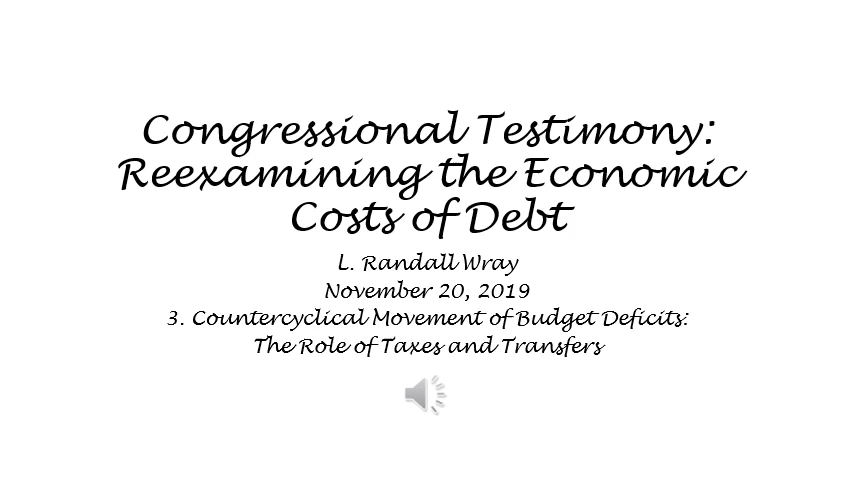 Congressional Testimony:
Reexamining the Economic
Costs of Debt
L. Randall Wray
November 20, 2019
3. Countercyclical Movement of Budget Deficits:
The Role of Taxes and Transfers